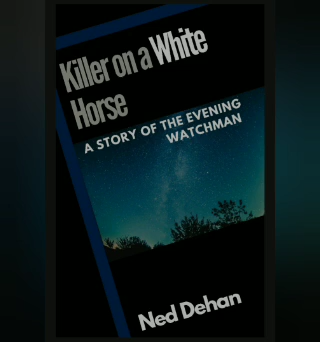 Killer on a White
Horse
A STORY OF THE EVENING
WATCHMAN
Ned Dehan